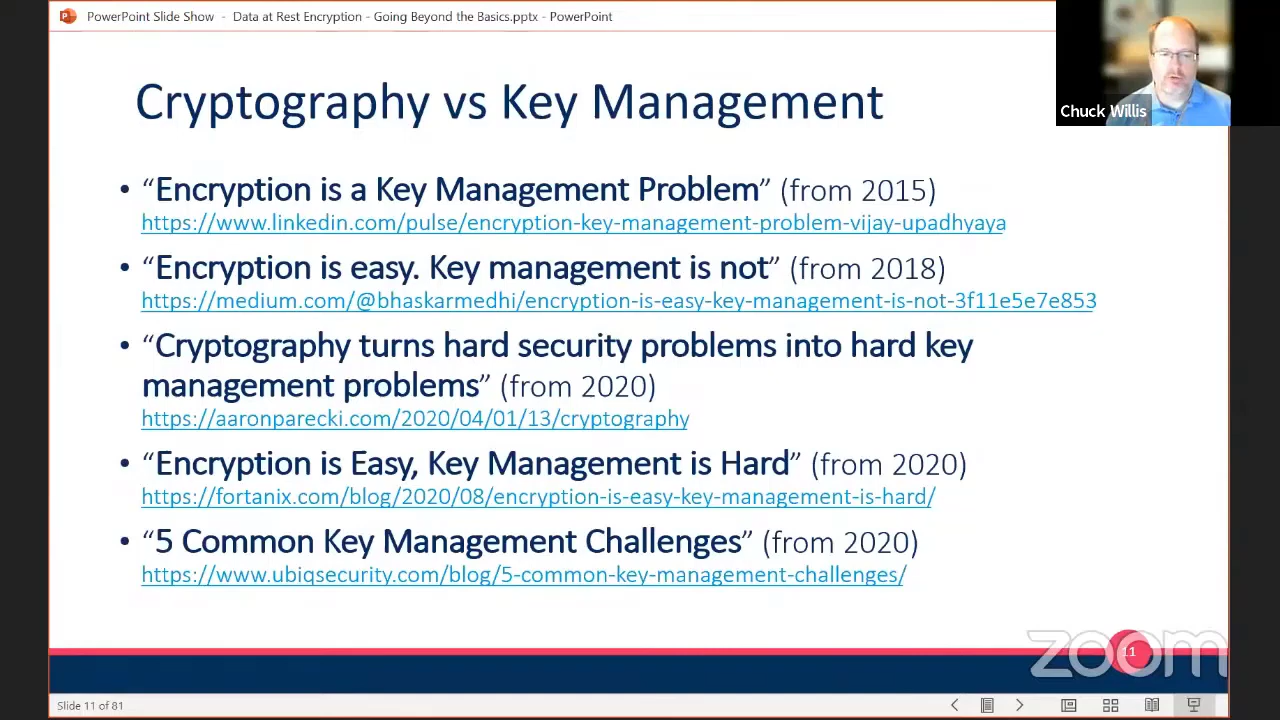 PowerPoint Slide Show - Data at Rest Encryption - Going Beyond the Basics.pptx - PowerPoint
Chuck Willis
Cryptography vs Key Management
• “Encryption is a Key Management Problem” (from 2015)
https://www.linkedin.com/pulse/encryption-key-management-problem-vijay-upadhyaya
• “Encryption is easy. Key management is not” (from 2018)
https://medium.com/@bhaskarmedhi/encryption-is-easy-key-management-is-not-3f11e5e7e853
• “Cryptography turns hard security problems into hard key
management problems” (from 2020)
https://aaronparecki.com/2020/04/01/13/cryptography
• “Encryption is Easy, Key Management is Hard” (from 2020)
https://fortanix.com/blog/2020/08/encryption-is-easy-key-management-is-hard/
• “5 Common Key Management Challenges” (from 2020)
https://www.ubiqsecurity.com/blog/5-common-key-management-challenges/
11
zoom
Slide 11 of 81